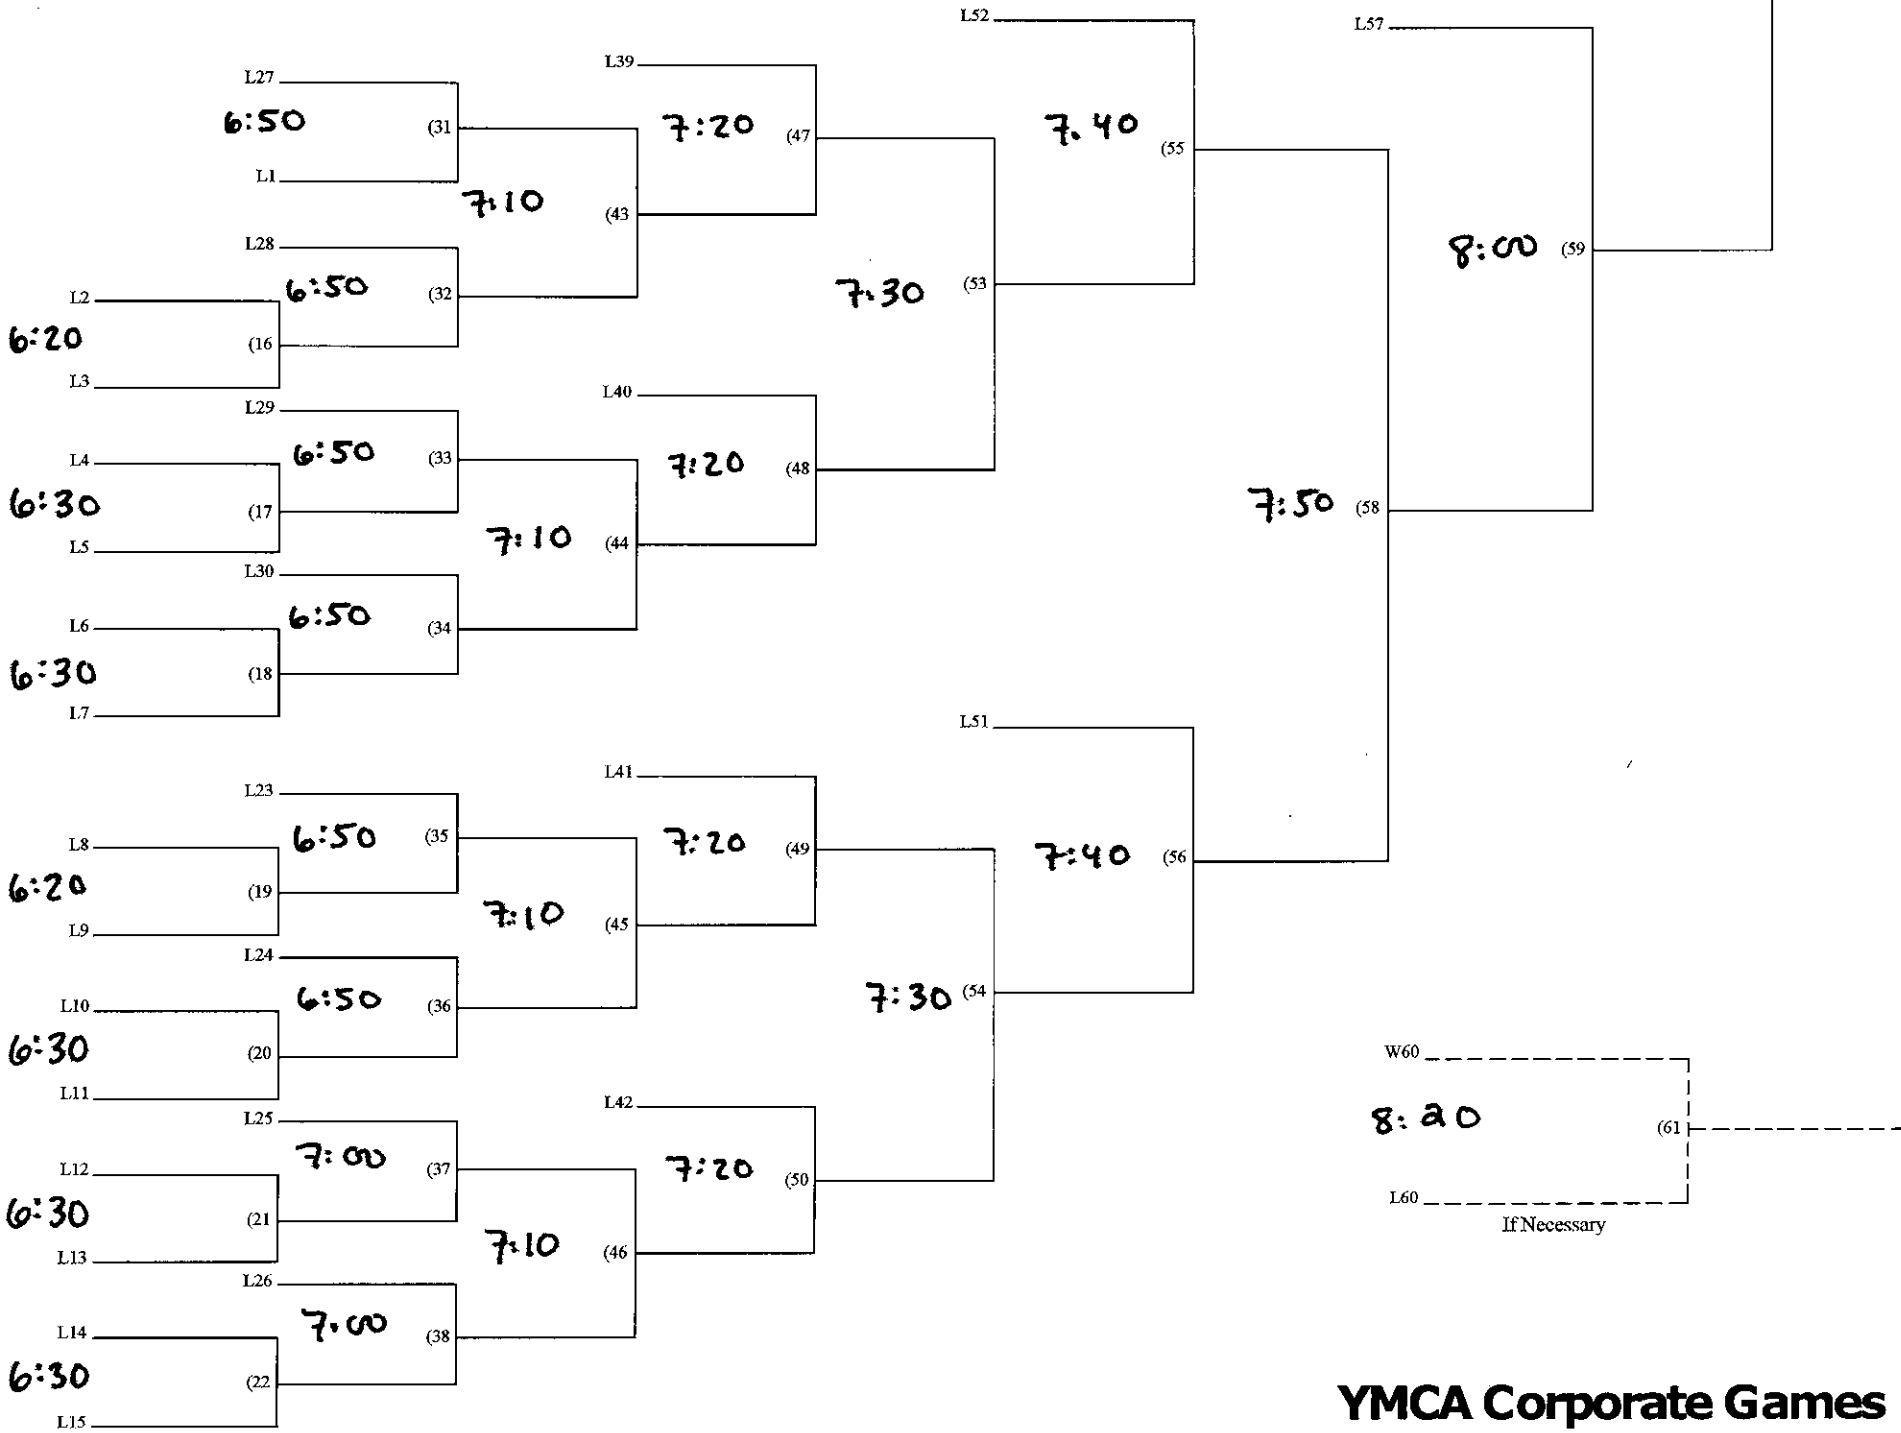 L52
L57
L39
L27
6:50 (31 7:20 (47 7.40 (55
L1
7:10 (43
L28 8:00 (59
L2 6:50 (32 7:30 (53
6:20 (16
L3
L29 L40
L4 6:50 (33 7:20 (48
6:30 (17 7:50 (58
L5 7:10 (44
L30
L6 6:50 (34
6:30 (18
L7
L51
L41
L23
L8 6:50 (35 7:20 (49 7:40 (56
6:20 (19
L9 7:10 (45
L24
L10 6:50 (36 7:30 (54
6:30 (20 W60
L11
L25 L42 8:20 (61
L12 7:00 (37 7:20 (50
6:30 (21 L60
L13 7:10 (46 If Necessary
L26
L14 7:00 (38
6:30 (22
L15
YMCA Corporate Games